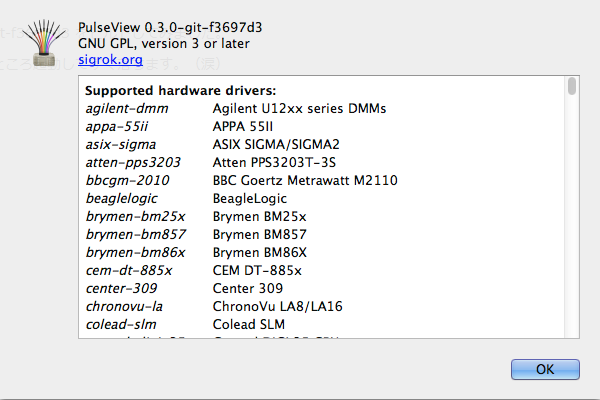 PulseView 0.3.0-git-f3697d3
GNU GPL, version 3 or later
sigrok.org
Supported hardware drivers:
agilent-dmm Agilent U12xx series DMMs
appa-55ii APPA 55II
asix-sigma ASIX SIGMA/SIGMA2
atten-pps3203 Atten PPS3203T-3S
bbcgm-2010 BBC Goertz Metrawatt M2110
beaglelogic BeagleLogic
brymen-bm25x Brymen BM25x
brymen-bm857 Brymen BM857
brymen-bm86x Brymen BM86X
cem-dt-885x CEM DT-885x
center-309 Center 309
chronovu-la ChronoVu LA8/LA16
colead-slm Colead SLM
OK